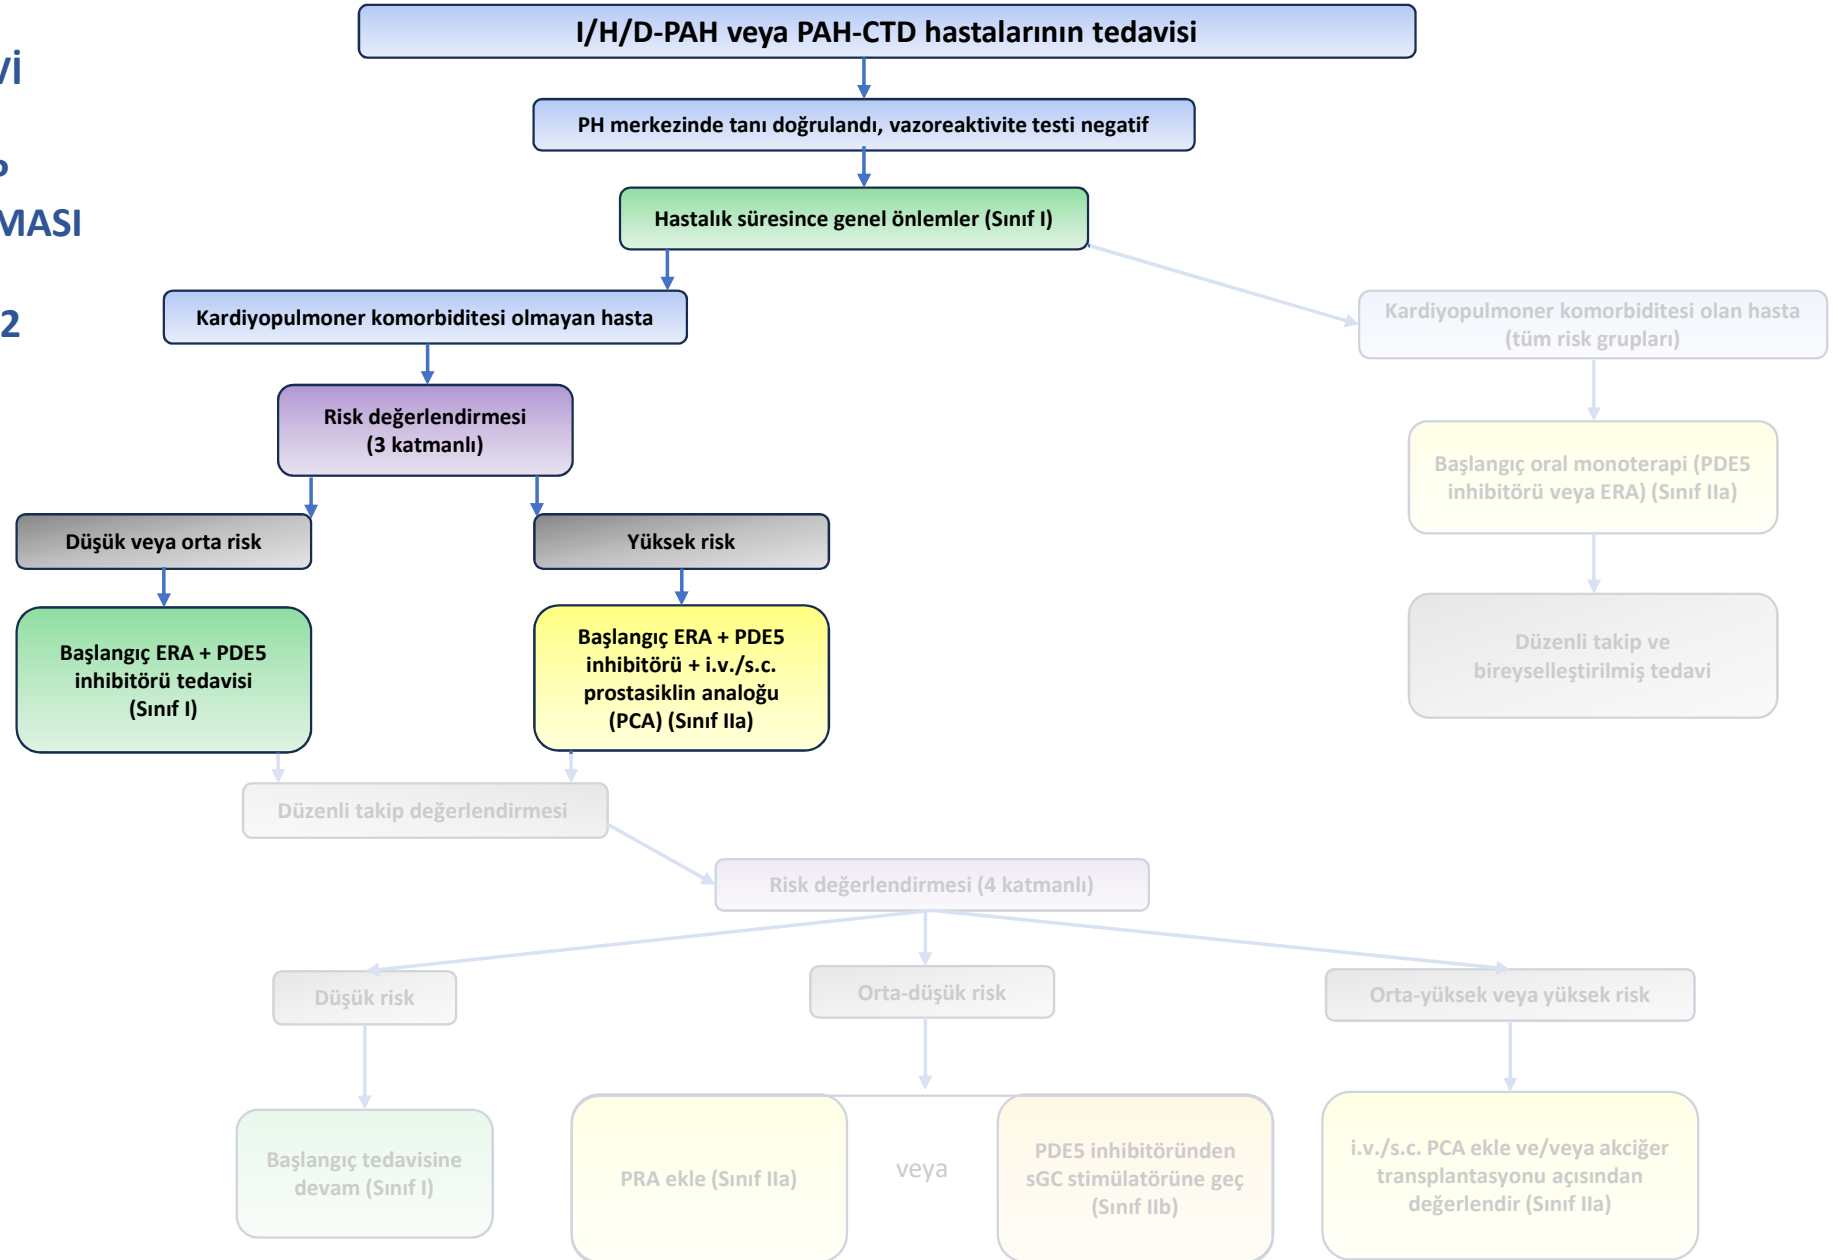 I/H/D-PAH veya PAH-CTD hastalarının tedavisi
Vİ
P
MASI
2
PH merkezinde tanı doğrulandı, vazoreaktivite testi negatif
Hastalık süresince genel önlemler (Sınıf I)
Kardiyopulmoner komorbiditesi olmayan hasta
Kardiyopulmoner komorbiditesi olan hasta
(tüm risk grupları)
Risk değerlendirmesi
(3 katmanlı)
Başlangıç oral monoterapi (PDE5
inhibitörü veya ERA) (Sınıf IIa)
Düşük veya orta risk
Yüksek risk
Başlangıç ERA + PDE5
inhibitörü tedavisi
(Sınıf I)
Başlangıç ERA + PDE5
inhibitörü + i.v./s.c.
prostasiklin analoğu
(PCA) (Sınıf IIa)
Düzenli takip ve
bireyselleştirilmiş tedavi
Düzenli takip değerlendirmesi
Risk değerlendirmesi (4 katmanlı)
Düşük risk
Orta-düşük risk
Orta-yüksek veya yüksek risk
Başlangıç tedavisine
devam (Sınıf I)
PRA ekle (Sınıf IIa)
veya
PDE5 inhibitöründen
sGC stimülatörüne geç
(Sınıf IIb)
i.v./s.c. PCA ekle ve/veya akciğer
transplantasyonu açısından
değerlendir (Sınıf IIa)